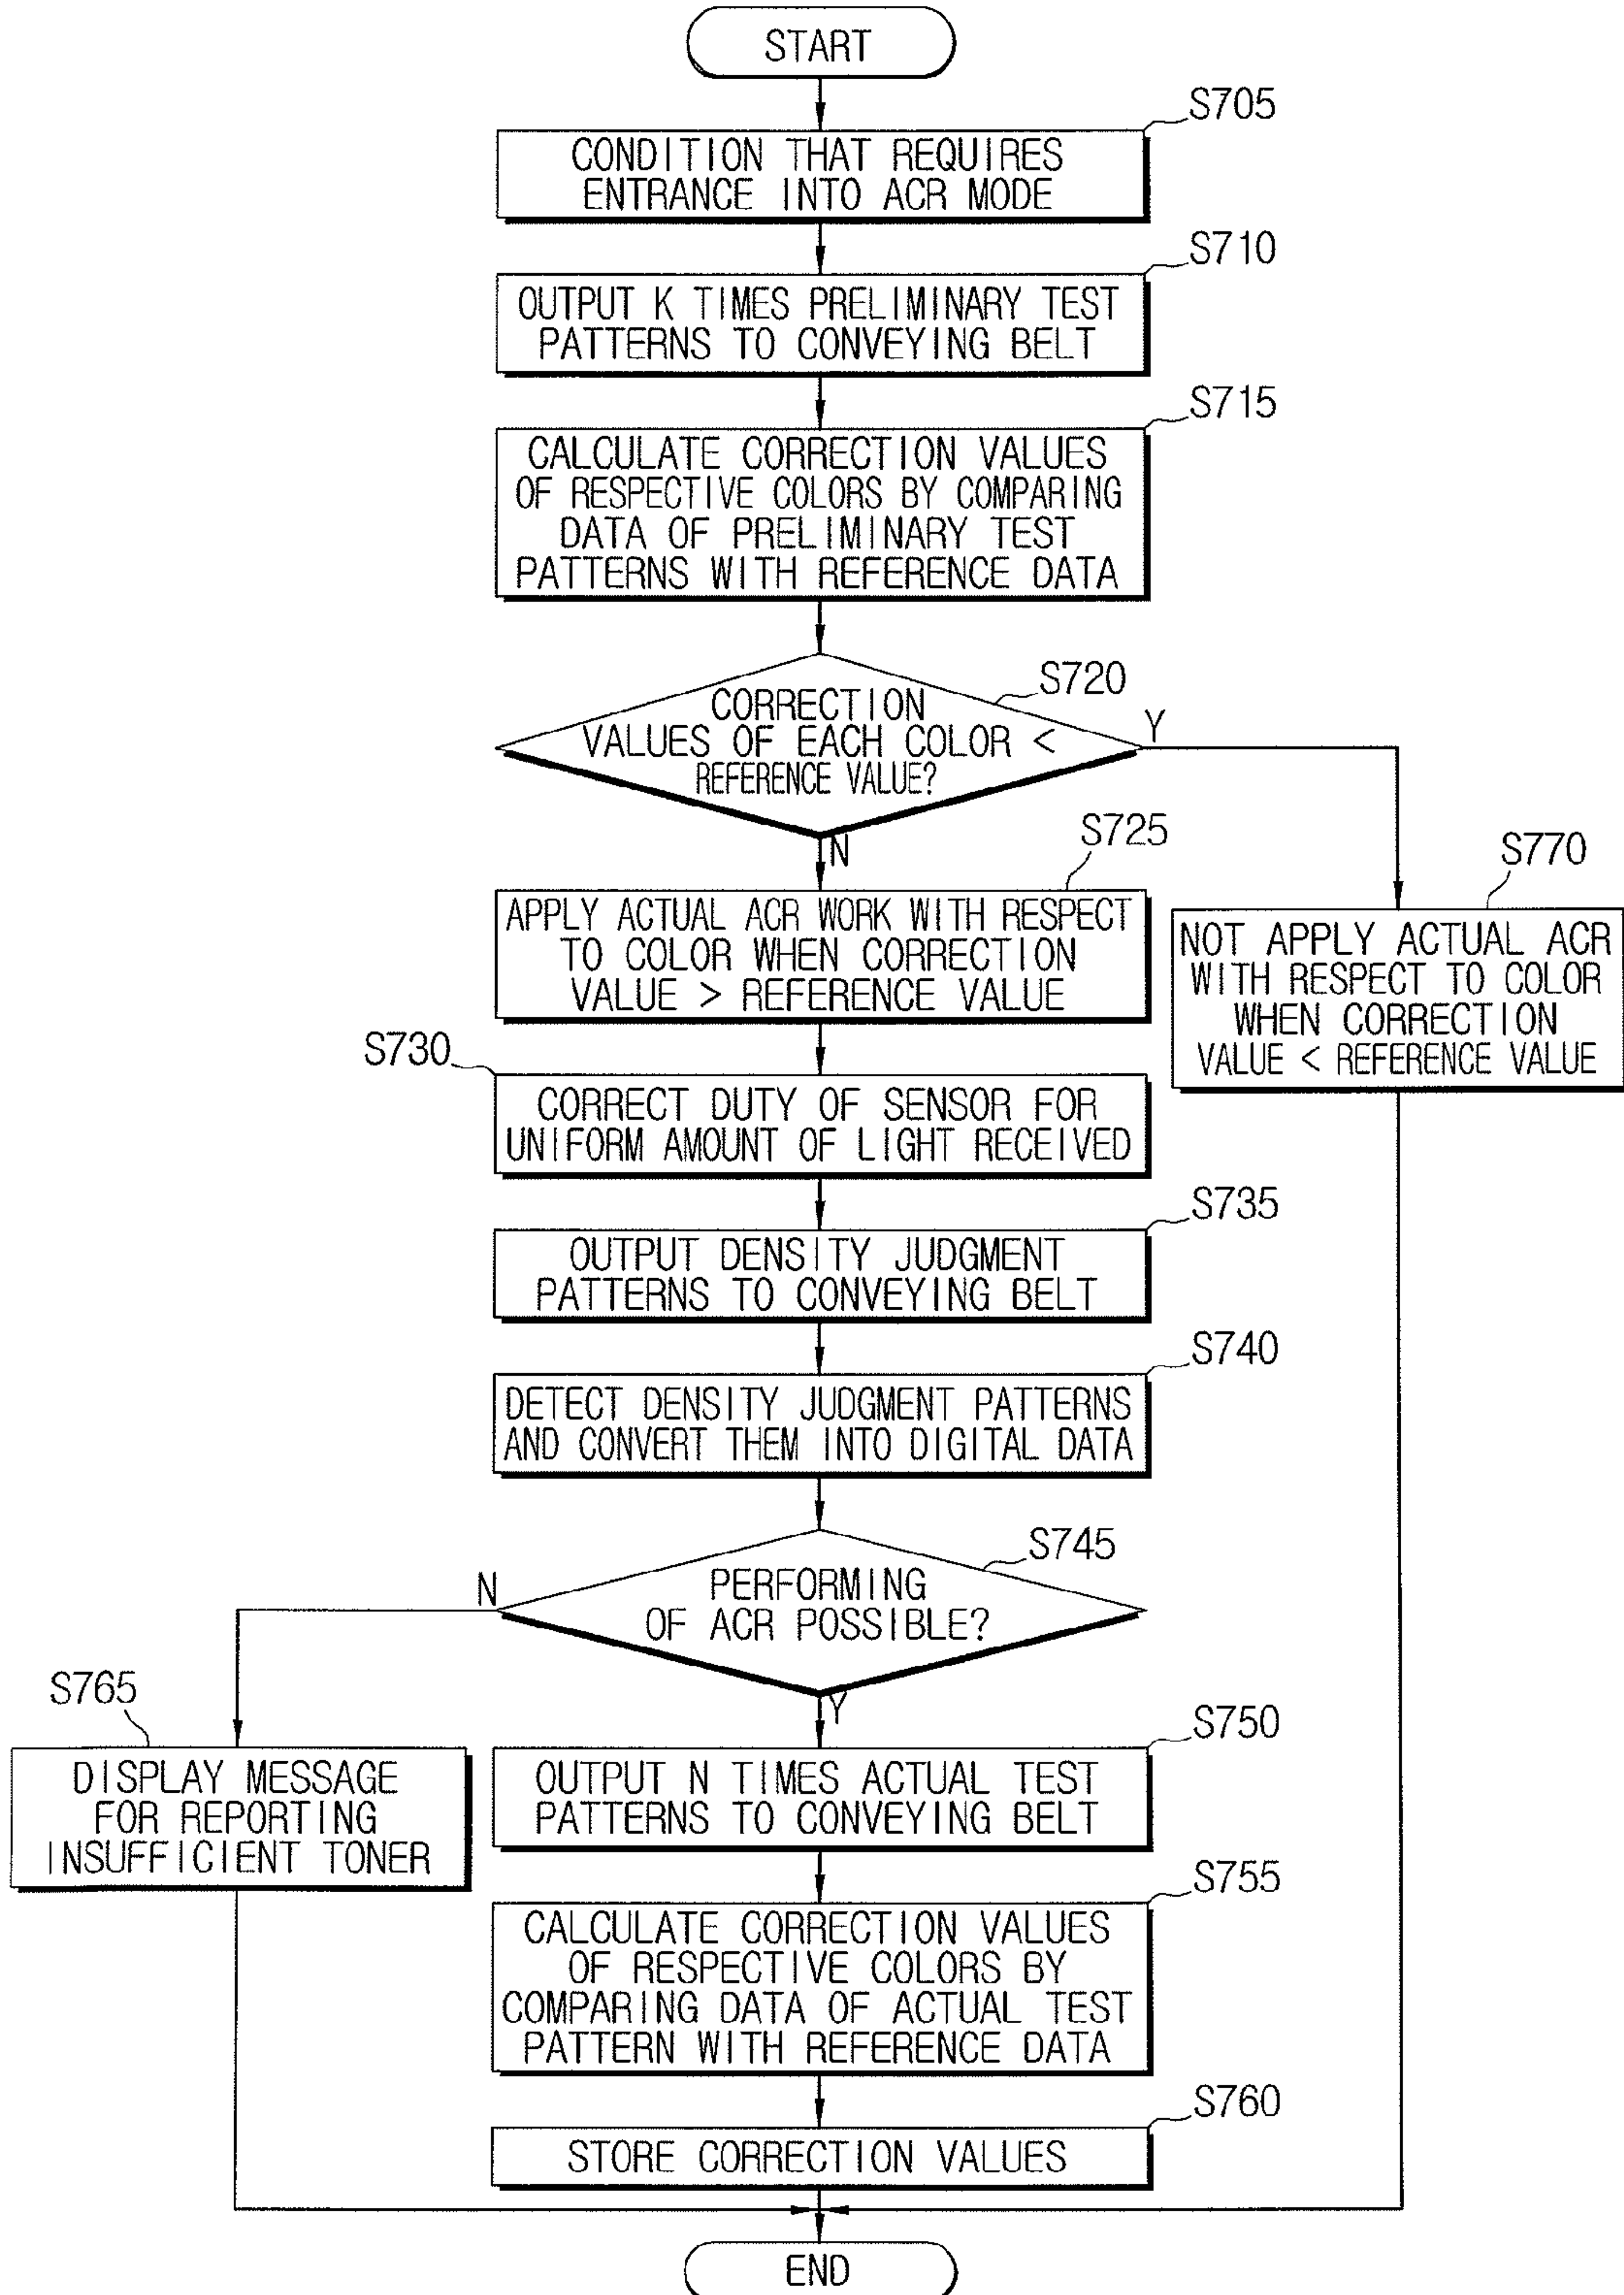 START
S705
CONDITION THAT REQUIRES
ENTRANCE INTO ACR MODE
S710
OUTPUT K TIMES PRELIMINARY TEST
PATTERNS TO CONVEYING BELT
S715
CALCULATE CORRECTION VALUES
OF RESPECTIVE COLORS BY COMPARING
DATA OF PRELIMINARY TEST
PATTERNS WITH REFERENCE DATA
S720
CORRECTION
VALUES OF EACH COLOR <
REFERENCE VALUE?
Y
N
S725
APPLY ACTUAL ACR WORK WITH RESPECT
TO COLOR WHEN CORRECTION
VALUE > REFERENCE VALUE
S770
NOT APPLY ACTUAL ACR
WITH RESPECT TO COLOR
WHEN CORRECTION
VALUE < REFERENCE VALUE
S730
CORRECT DUTY OF SENSOR FOR
UNIFORM AMOUNT OF LIGHT RECEIVED
S735
OUTPUT DENSITY JUDGMENT
PATTERNS TO CONVEYING BELT
S740
DETECT DENSITY JUDGMENT PATTERNS
AND CONVERT THEM INTO DIGITAL DATA
S745
PERFORMING
OF ACR POSSIBLE?
N
Y
S765
DISPLAY MESSAGE
FOR REPORTING
INSUFFICIENT TONER
S750
OUTPUT N TIMES ACTUAL TEST
PATTERNS TO CONVEYING BELT
S755
CALCULATE CORRECTION VALUES
OF RESPECTIVE COLORS BY
COMPARING DATA OF ACTUAL TEST
PATTERN WITH REFERENCE DATA
S760
STORE CORRECTION VALUES
END